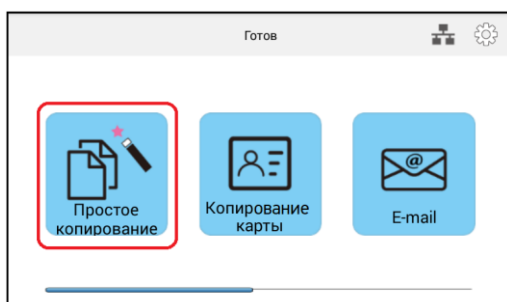 Готов
Простое
копирование
Копирование
карты
@
E-mail